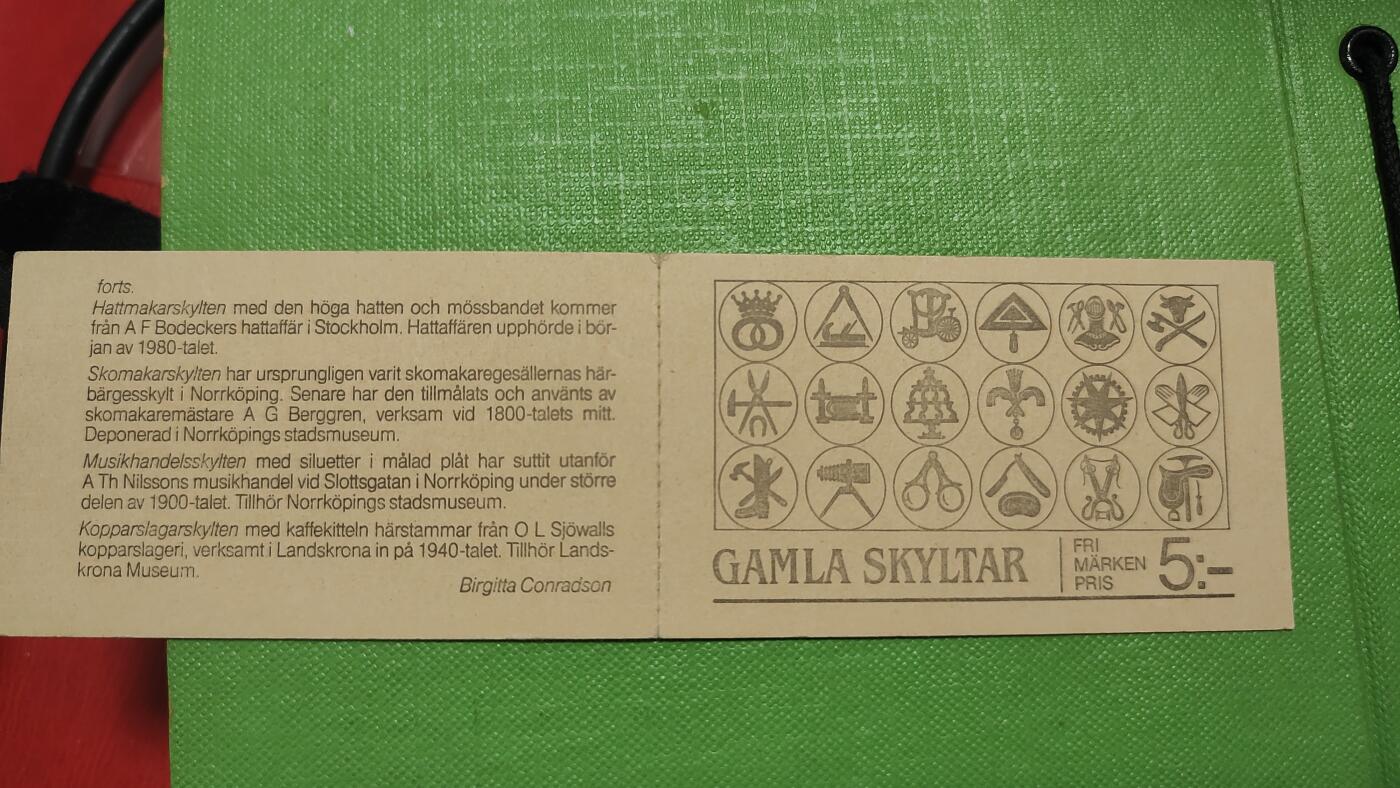 forts.
Hattmakarskylten med den höga hatten och mössbandet kommer
från A F Bodeckers hattaffär i Stockholm. Hattaffären upphörde i bör-
jan av 1980-talet.
Skomakarskylten har ursprungligen varit skomakaregesällernas här-
bärgesskylt i Norrköping. Senare har den tillmålats och använts av
skomakaremästare A G Berggren, verksam vid 1800-talets mitt.
Deponerad i Norrköpings stadsmuseum.
Musikhandelsskylten med siluetter i målad plåt har suttit utanför
A Th Nilssons musikhandel vid Slottsgatan i Norrköping under större
delen av 1900-talet. Tillhör Norrköpings stadsmuseum.
Kopparslagarskylten med kaffekitteln härstammar från O L Sjöwalls
kopparslageri, verksamt i Landskrona in på 1940-talet. Tillhör Lands-
krona Museum.
Birgitta Conradson
GAMLA SKYLTAR
FRI
MÄRKEN
PRIS
5:-